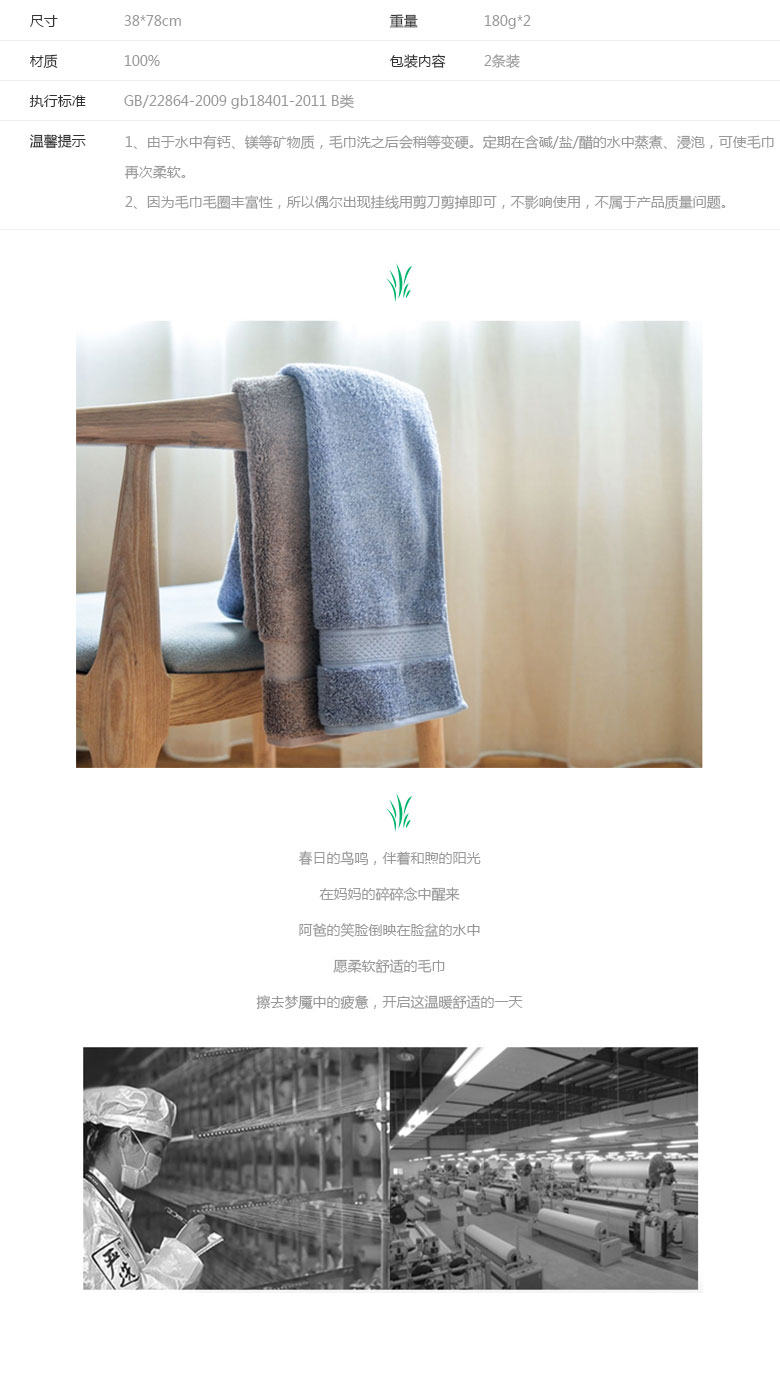 尺寸 38*78cm 重量 180g*2
材质 100% 包装内容 2条装
执行标准 GB/22864-2009 gb18401-2011 B类
温馨提示 1、由于水中有钙、镁等矿物质，毛巾洗之后会稍等变硬。定期在含碱/盐/醋的水中蒸煮、浸泡，可使毛巾
再次柔软。
2、因为毛巾毛圈丰富性，所以偶尔出现挂线用剪刀剪掉即可，不影响使用，不属于产品质量问题。
春日的鸟鸣，伴着和煦的阳光
在妈妈的碎碎念中醒来
阿爸的笑脸倒映在脸盆的水中
愿柔软舒适的毛巾
擦去梦魇中的疲惫，开启这温暖舒适的一天
严选